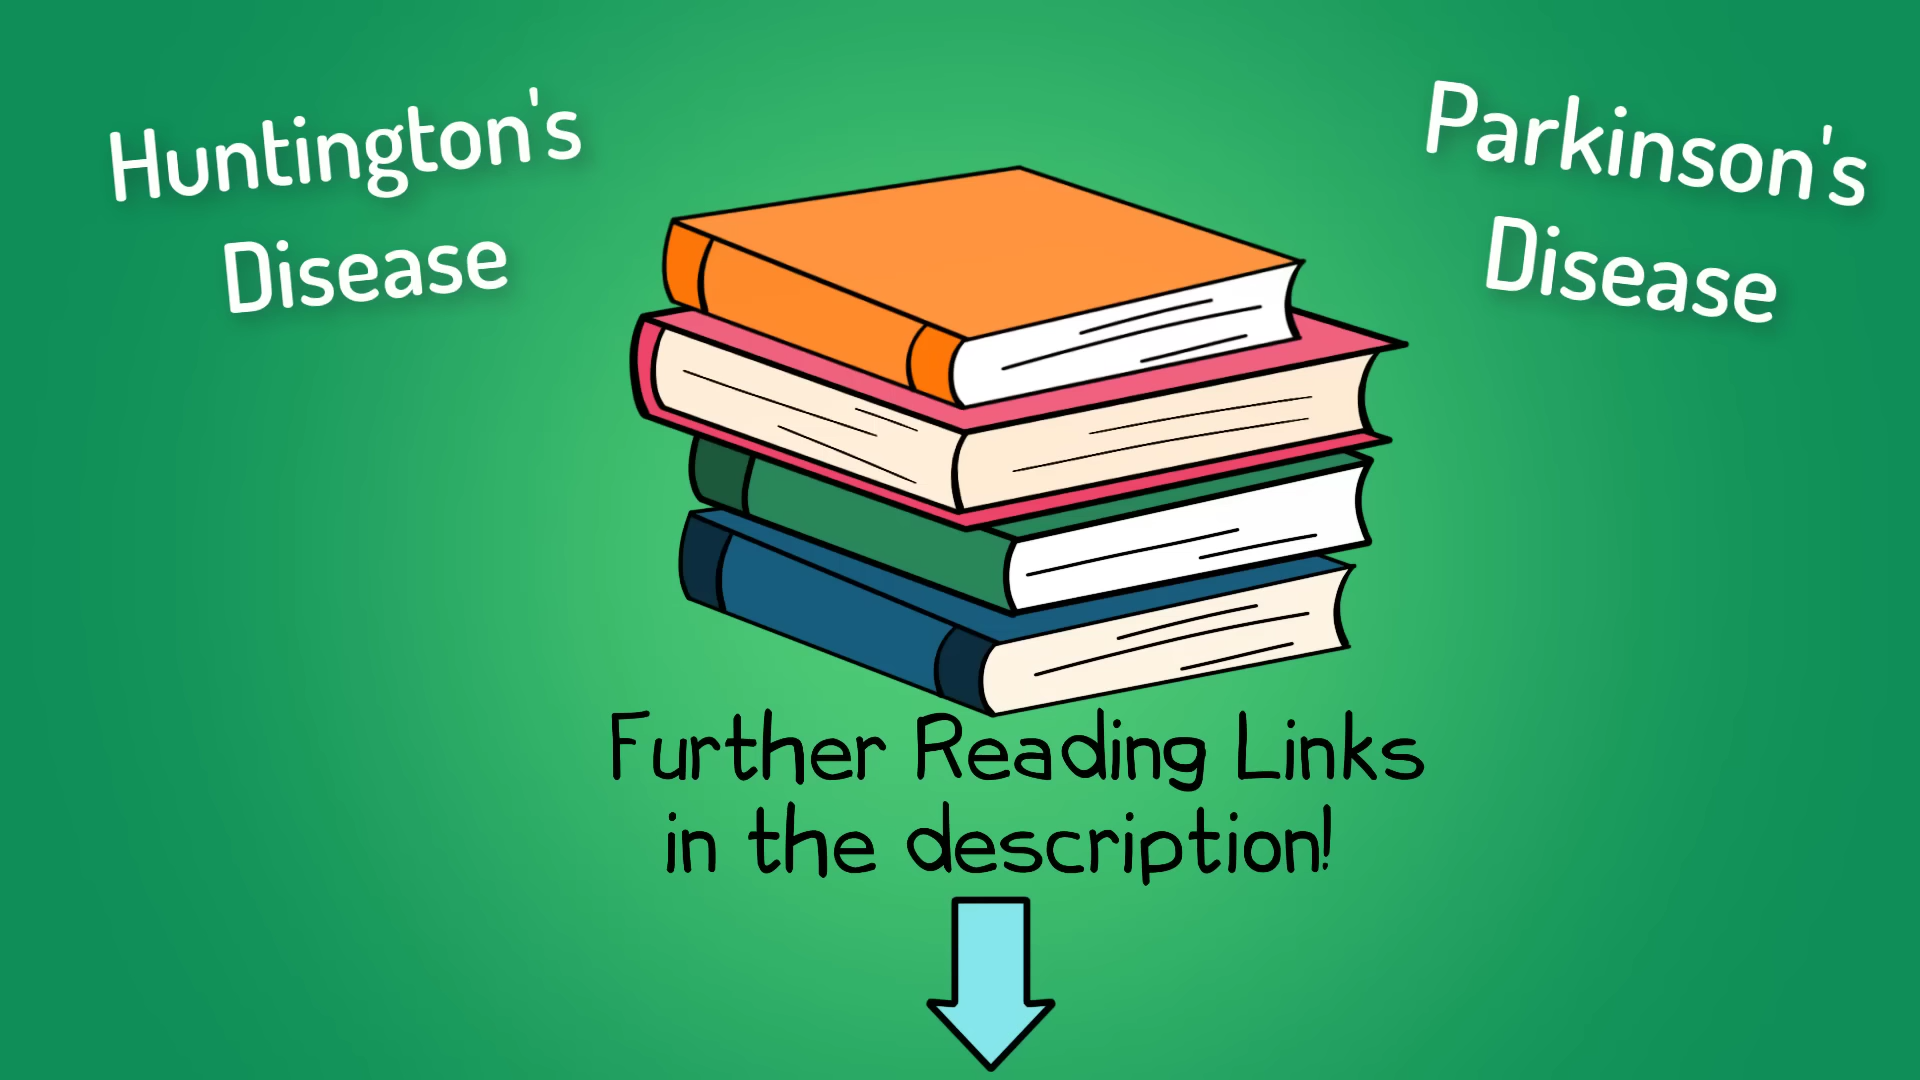 Huntington's
Disease
Parkinson's
Disease
Further Reading Links
in the description!